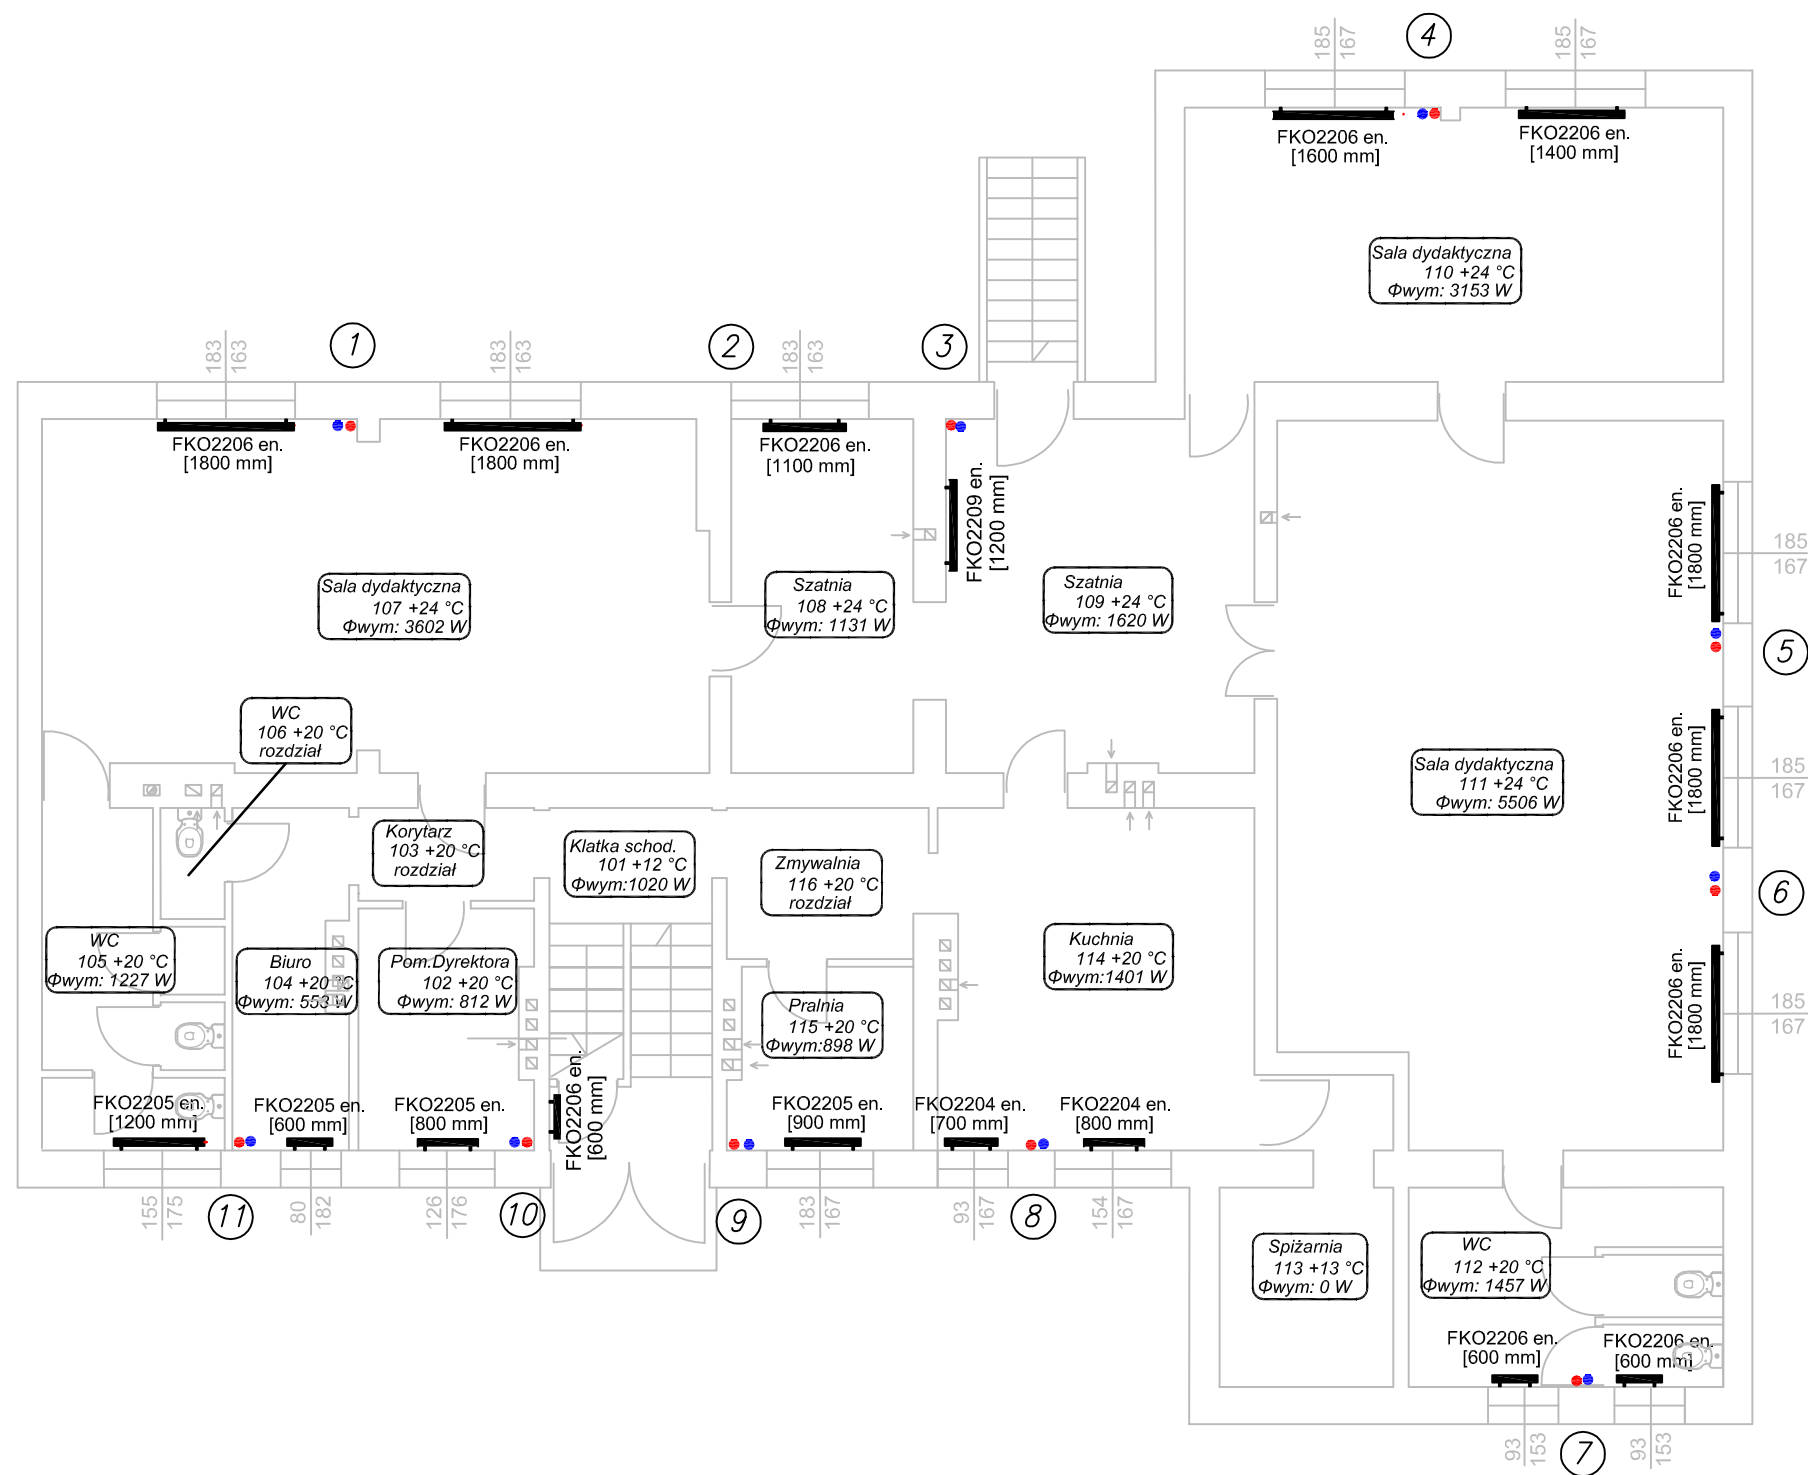 185
167
4
185
167
FKO2206 en.
[1600 mm]
FKO2206 en.
[1400 mm]
Sala dydaktyczna
110 +24 °C
Φwym: 3153 W
183
163
1
183
163
2
183
163
3
FKO2206 en.
[1800 mm]
FKO2206 en.
[1800 mm]
FKO2206 en.
[1100 mm]
FKO2209 en.
[1200 mm]
FKO2206 en.
[1800 mm]
185
167
Sala dydaktyczna
107 +24 °C
Φwym: 3602 W
Szatnia
108 +24 °C
Φwym: 1131 W
Szatnia
109 +24 °C
Φwym: 1620 W
5
WC
106 +20 °C
rozdział
Sala dydaktyczna
111 +24 °C
Φwym: 5506 W
FKO2206 en.
[1800 mm]
185
167
Korytarz
103 +20 °C
rozdział
Klatka schod.
101 +12 °C
Φwym:1020 W
Zmywalnia
116 +20 °C
rozdział
6
WC
105 +20 °C
Φwym: 1227 W
Biuro
104 +20 °C
Φwym: 553 W
Pom.Dyrektora
102 +20 °C
Φwym: 812 W
Kuchnia
114 +20 °C
Φwym:1401 W
Pralnia
115 +20 °C
Φwym:898 W
FKO2206 en.
[1800 mm]
185
167
FKO2205 en.
[1200 mm]
FKO2205 en.
[600 mm]
FKO2205 en.
[800 mm]
FKO2206 en.
[600 mm]
FKO2205 en.
[900 mm]
FKO2204 en.
[700 mm]
FKO2204 en.
[800 mm]
155
175
11
80
182
126
176
10
9
183
167
93
167
8
154
167
Spiżarnia
113 +13 °C
Φwym: 0 W
WC
112 +20 °C
Φwym: 1457 W
FKO2206 en.
[600 mm]
FKO2206 en.
[600 mm]
93
153
7
93
153